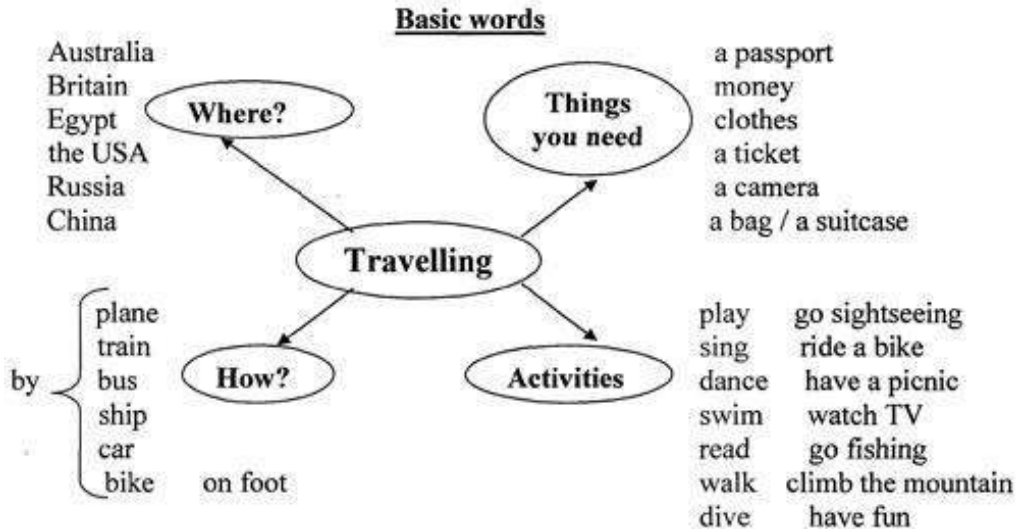 Basic words
Australia
Britain
Egypt
the USA
Russia
China
Where?
Things
you need
a passport
money
clothes
a ticket
a camera
a bag / a suitcase
Travelling
by
plane
train
bus
ship
car
bike on foot
How?
Activities
play go sightseeing
sing ride a bike
dance have a picnic
swim watch TV
read go fishing
walk climb the mountain
dive have fun